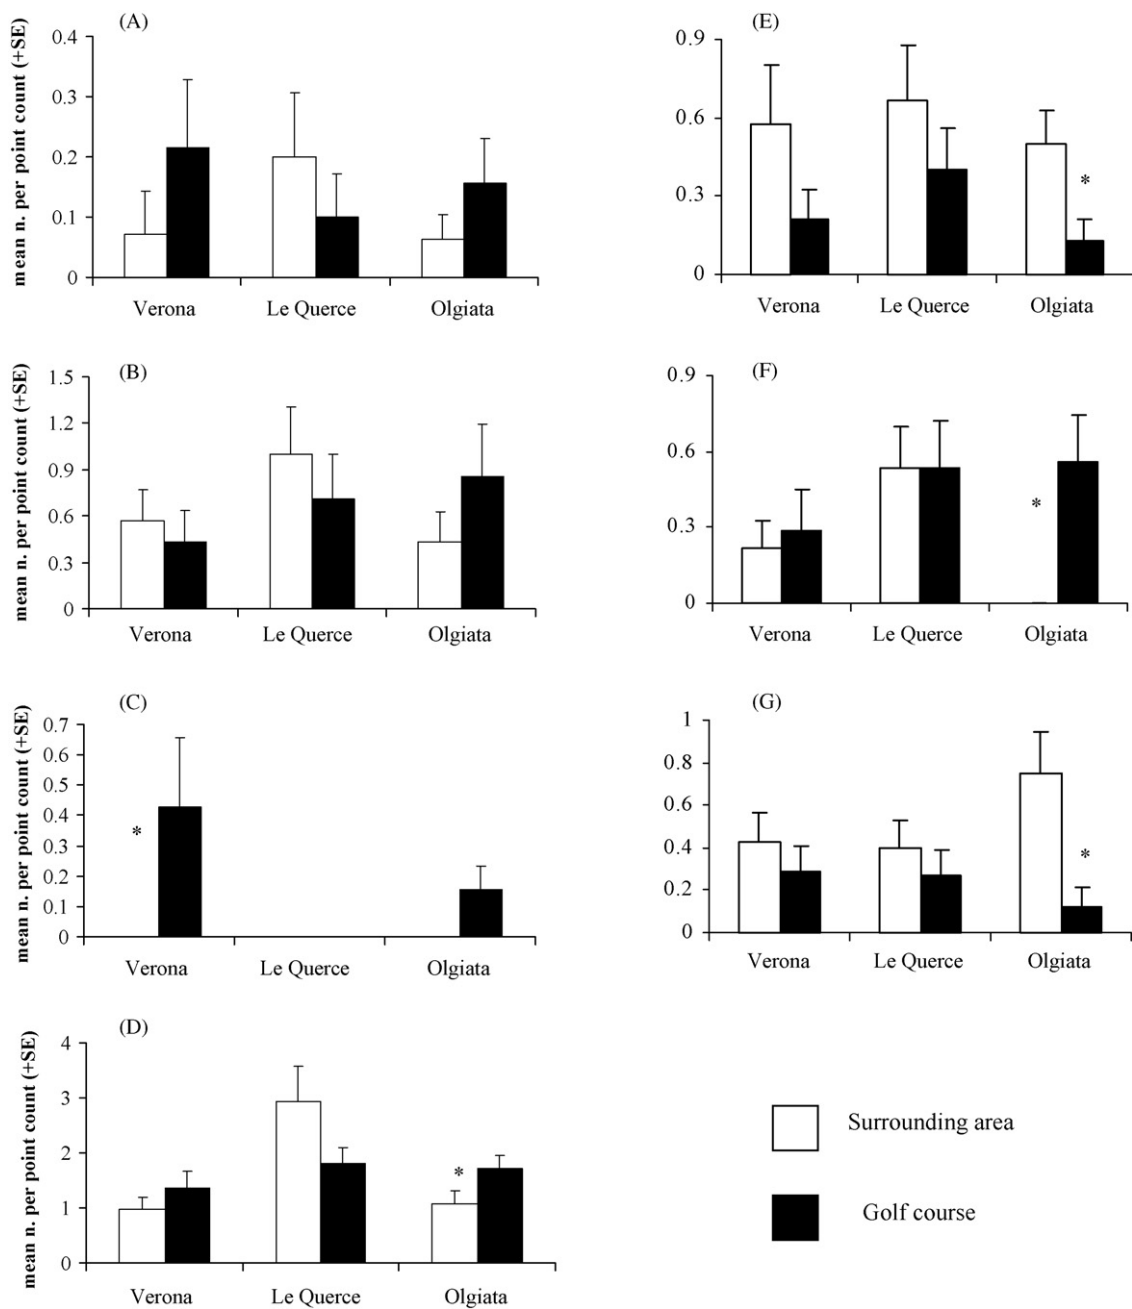 (A)
mean n. per point count (+SE)
0.4
0.3
0.2
0.1
0
Verona Le Querce Olgiata
(E)
0.9
0.6
0.3
0
*
Verona Le Querce Olgiata
(B)
mean n. per point count (+SE)
1.5
1.2
0.9
0.6
0.3
0
Verona Le Querce Olgiata
(F)
0.9
0.6
0.3
0
*
Verona Le Querce Olgiata
(C)
mean n. per point count (+SE)
0.7
0.6
0.5
0.4
0.3
0.2
0.1
0
*
Verona Le Querce Olgiata
(G)
1
0.8
0.6
0.4
0.2
0
*
Verona Le Querce Olgiata
(D)
mean n. per point count (+SE)
4
3
2
1
0
*
Verona Le Querce Olgiata
Surrounding area
Golf course